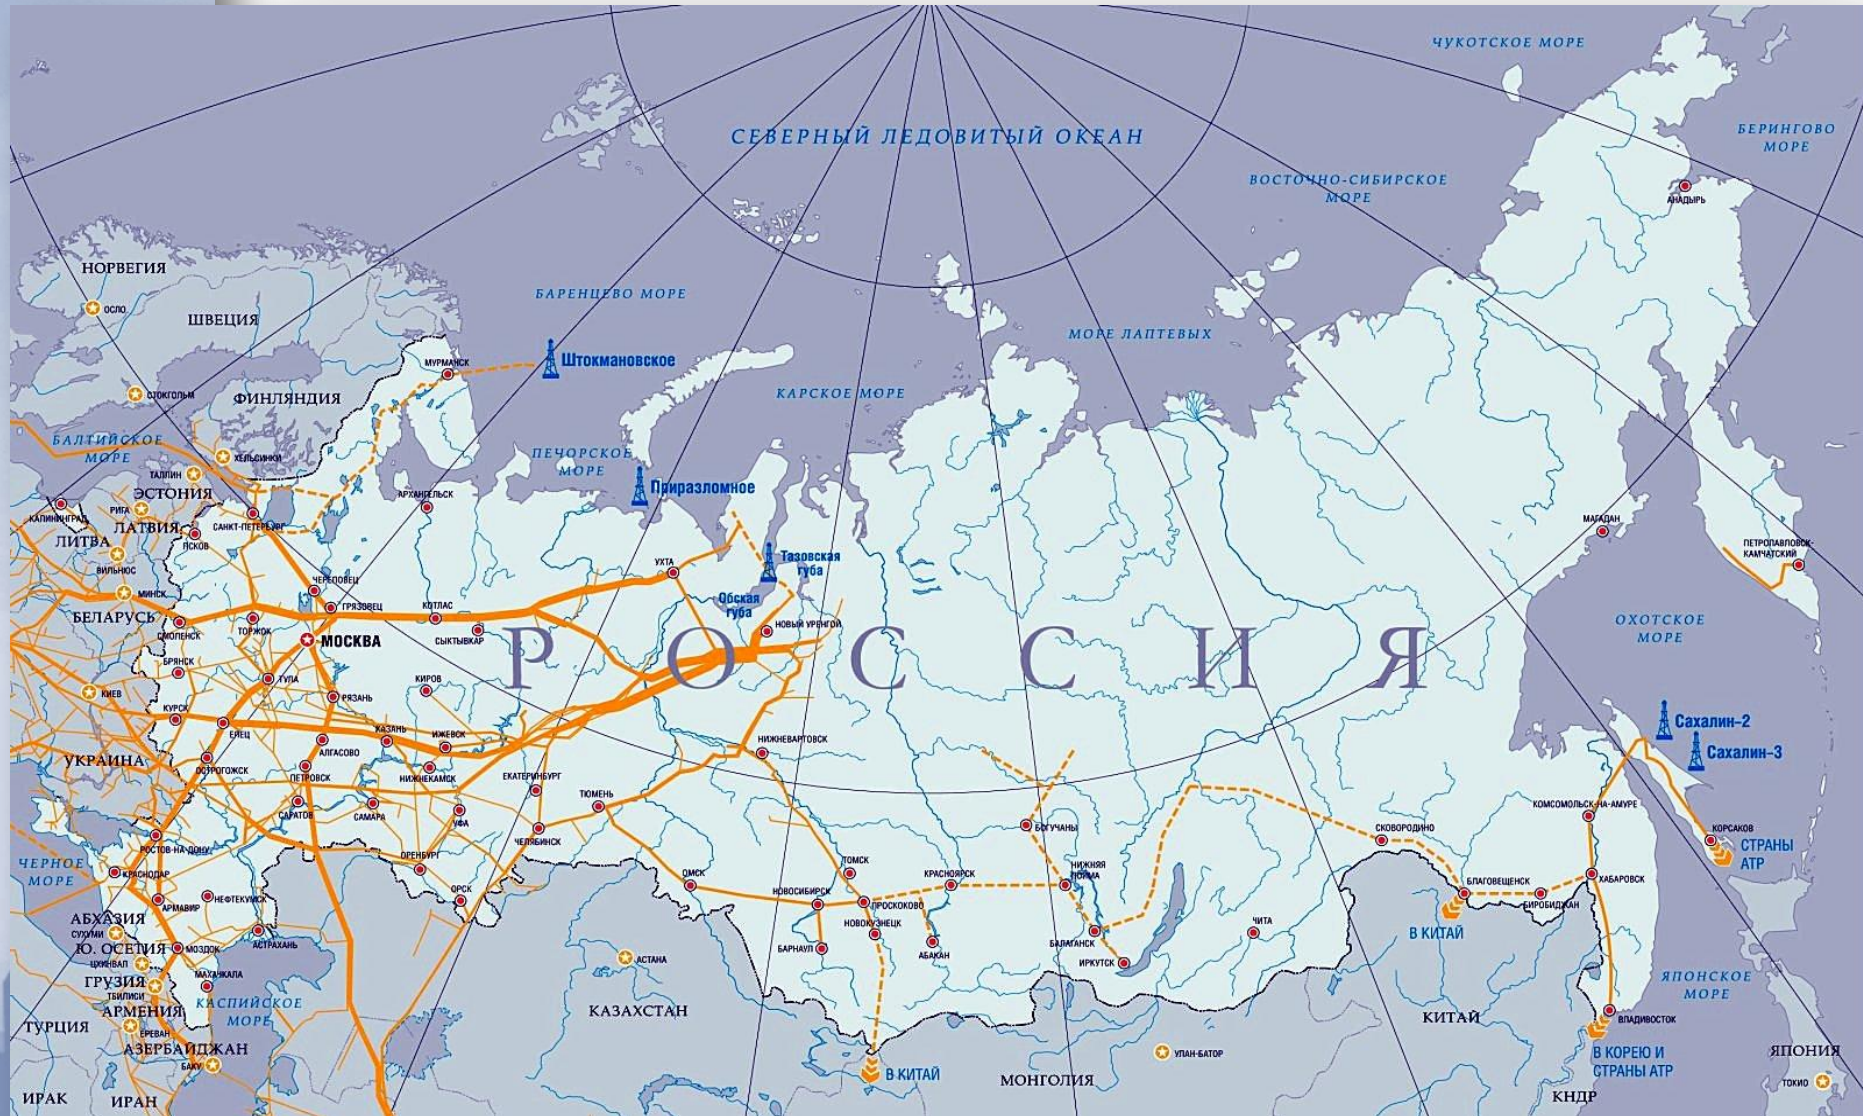 ЧУКОТСКОЕ МОРЕ
СЕВЕРНЫЙ ЛЕДОВИТЫЙ ОКЕАН
БЕРИНГОВО
МОРЕ
ВОСТОЧНО-СИБИРСКОЕ
МОРЕ
АНАДЫРЬ
НОРВЕГИЯ
ОСЛО
ШВЕЦИЯ
БАРЕНЦЕВО МОРЕ
МОРЕ ЛАПТЕВЫХ
МУРМАНСК
Штокмановское
СТОКГОЛЬМ
ФИНЛЯНДИЯ
КАРСКОЕ МОРЕ
БАЛТИЙСКОЕ
МОРЕ
ХЕЛЬСИНКИ
ТАЛЛИН
ЭСТОНИЯ
ПЕЧОРСКОЕ
МОРЕ
Приразломное
АРХАНГЕЛЬСК
КАЛИНИНГРАД
РИГА
ЛАТВИЯ
САНКТ-ПЕТЕРБУРГ
МАГАДАН
ЛИТВА
ПСКОВ
ВИЛЬНЮС
ПЕТРОПАВЛОВСК-
КАМЧАТСКИЙ
УХТА
Тазовская
губа
МИНСК
ЧЕРЕПОВЕЦ
Обская
губа
БЕЛАРУСЬ
ГРЯЗОВЕЦ
КОТЛАС
СМОЛЕНСК
ТОРЖОК
СЫКТЫВКАР
НОВЫЙ УРЕНГОЙ
ОХОТСКОЕ
МОРЕ
МОСКВА
РОССИЯ
БРЯНСК
ТУЛА
КИРОВ
КИЕВ
РЯЗАНЬ
КУРСК
ЕЛЕЦ
КАЗАНЬ
ИЖЕВСК
НИЖНЕВАРТОВСК
Сахалин-2
Сахалин-3
АЛГАСОВО
УКРАИНА
ОСТРОГОЖСК
ПЕТРОВСК
НИЖНЕКАМСК
ЕКАТЕРИНБУРГ
ТЮМЕНЬ
КОМСОМОЛЬСК-НА-АМУРЕ
САРАТОВ
САМАРА
УФА
БОГУЧАНЫ
СКОВОРОДИНО
КОРСАКОВ
СТРАНЫ
АТР
РОСТОВ-НА-ДОНУ
ЧЕЛЯБИНСК
ОРЕНБУРГ
ЧЕРНОЕ
МОРЕ
КРАСНОДАР
ТОМСК
КРАСНОЯРСК
НИЖНЯЯ
ПОЙМА
ОМСК
ХАБАРОВСК
БЛАГОВЕЩЕНСК
ОРСК
НОВОСИБИРСК
ПРОСКОКОВО
БИРОБИДЖАН
НЕФТЕКУМСК
АРМАВИР
АБХАЗИЯ
СУХУМИ
НОВОКУЗНЕЦК
ЧИТА
В КИТАЙ
Ю. ОСЕТИЯ
МОЗДОК
АСТРАХАНЬ
БАРНАУЛ
АБАКАН
БАЛАГАНСК
АСТАНА
ИРКУТСК
ЦХИНВАЛ
ГРУЗИЯ
МАХАЧКАЛА
ТБИЛИСИ
ЯПОНСКОЕ
МОРЕ
КАСПИЙСКОЕ
МОРЕ
АРМЕНИЯ
КАЗАХСТАН
КИТАЙ
ВЛАДИВОСТОК
ТУРЦИЯ
ЕРЕВАН
АЗЕРБАЙДЖАН
БАКУ
УЛАН-БАТОР
В КОРЕЮ И
СТРАНЫ АТР
ЯПОНИЯ
В КИТАЙ
МОНГОЛИЯ
ТОКИО
ИРАК
ИРАН
КНДР